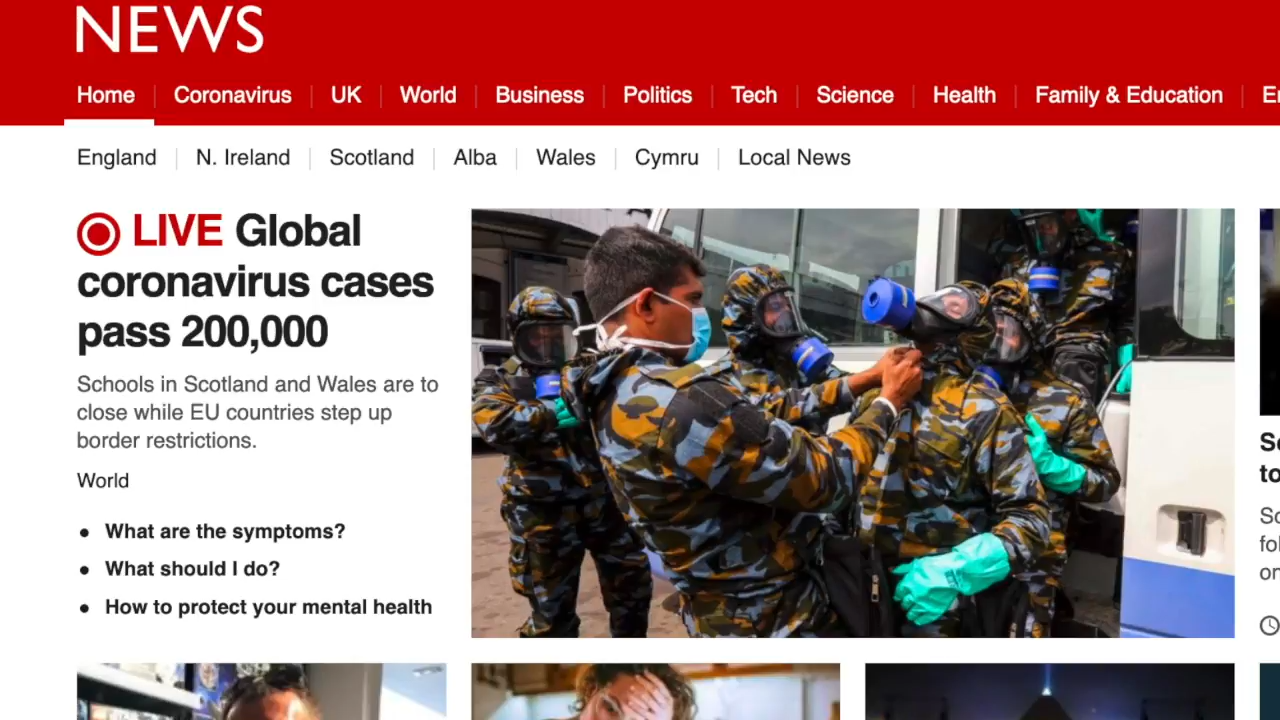 NEWS
Home Coronavirus UK World Business Politics Tech Science Health Family & Education
England N. Ireland Scotland Alba Wales Cymru Local News
LIVE Global
coronavirus cases
pass 200,000
Schools in Scotland and Wales are to
close while EU countries step up
border restrictions.
World
What are the symptoms?
What should I do?
How to protect your mental health